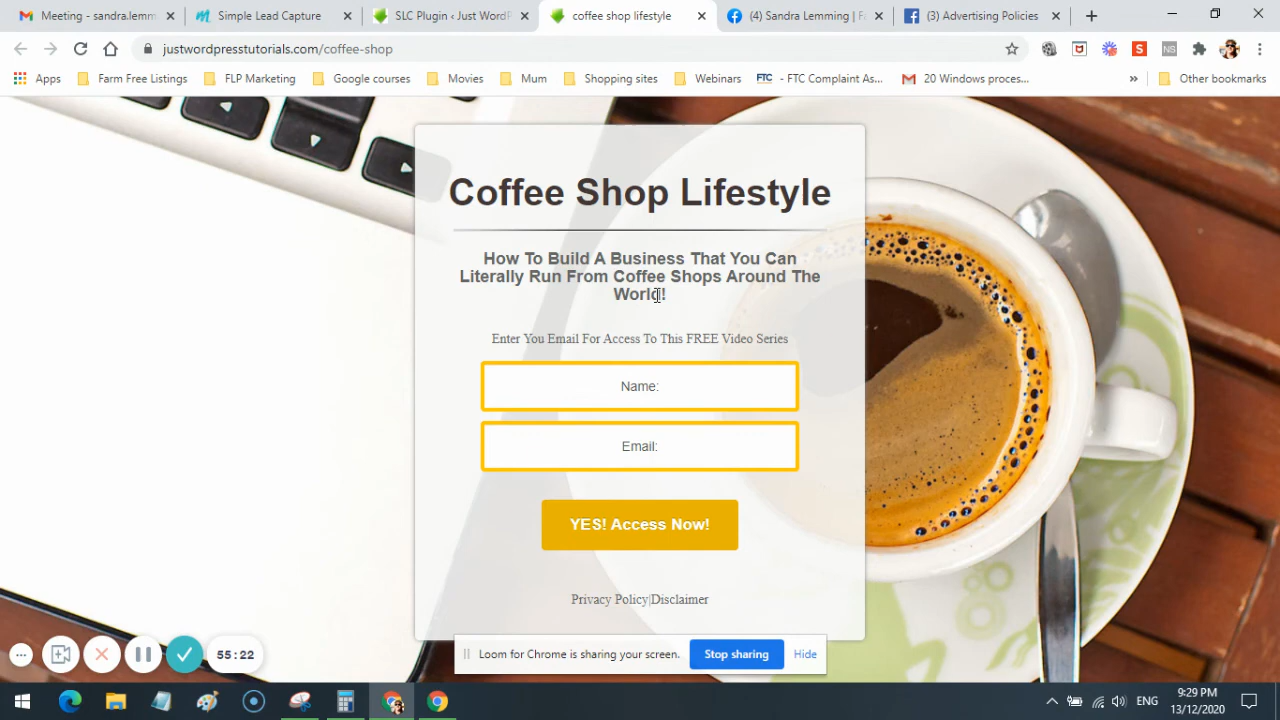 Meeting - sandra.lemm
Simple Lead Capture
SLC Plugin ‹ Just WordP
coffee shop lifestyle
(4) Sandra Lemming | Fa
(3) Advertising Policies
justwordpresstutorials.com/coffee-shop
Apps
Farm Free Listings
FLP Marketing
Google courses
Movies
Mum
Shopping sites
Webinars
FTC - FTC Complaint As...
20 Windows proces...
»
Other bookmarks
Coffee Shop Lifestyle
How To Build A Business That You Can
Literally Run From Coffee Shops Around The
World!
Enter You Email For Access To This FREE Video Series
Name:
Email:
YES! Access Now!
Privacy Policy|Disclaimer
55:22
Loom for Chrome is sharing your screen.
Stop sharing
Hide
ENG
9:29 PM
13/12/2020